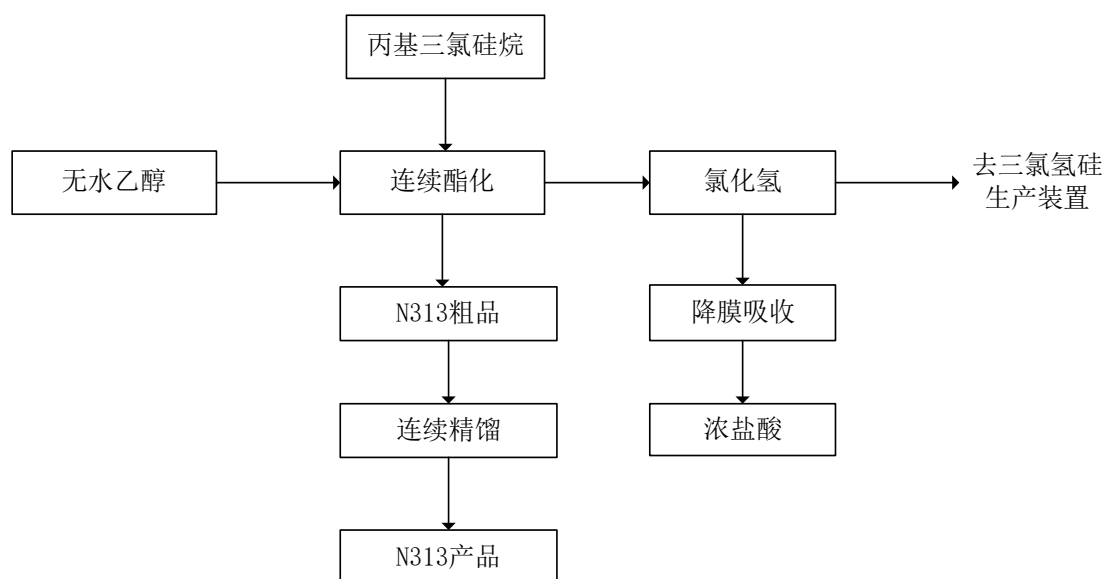 丙基三氯硅烷
无水乙醇
连续酯化
氯化氢
去三氯氢硅
生产装置
N313粗品
降膜吸收
连续精馏
浓盐酸
N313产品